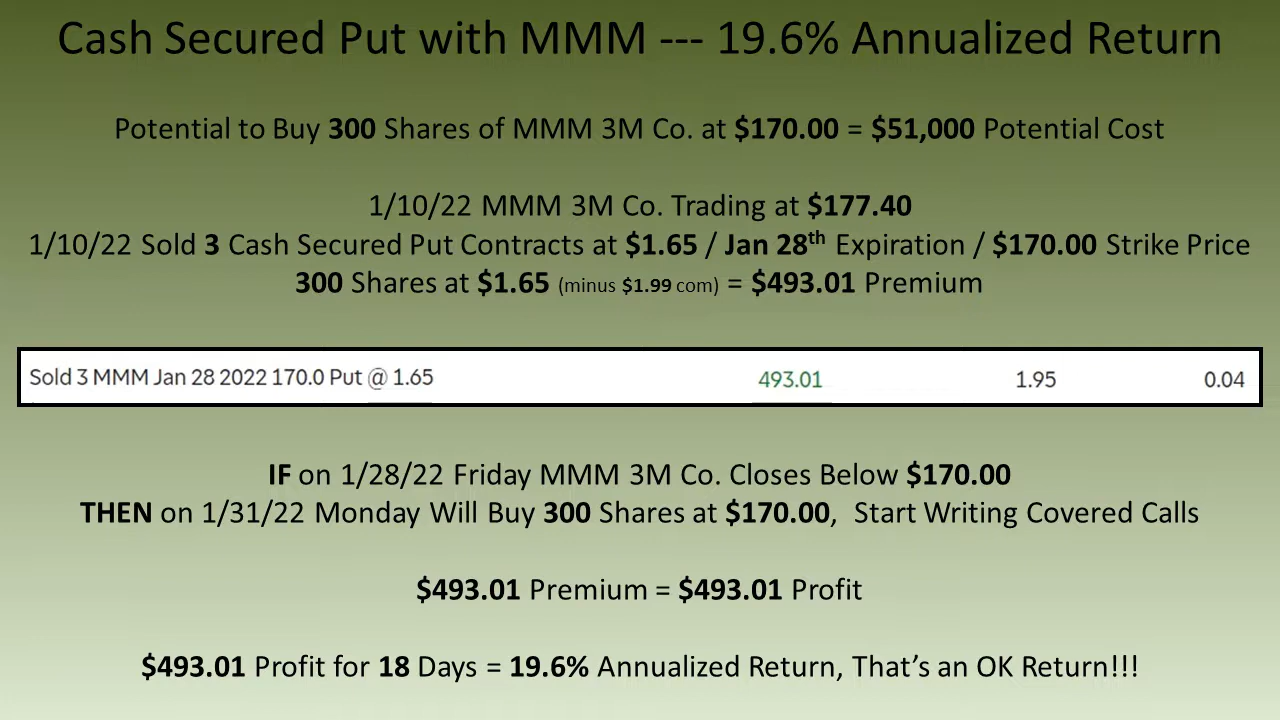 Cash Secured Put with MMM --- 19.6% Annualized Return
Potential to Buy 300 Shares of MMM 3M Co. at $170.00 = $51,000 Potential Cost
1/10/22 MMM 3M Co. Trading at $177.40
1/10/22 Sold 3 Cash Secured Put Contracts at $1.65 / Jan 28th Expiration / $170.00 Strike Price
300 Shares at $1.65 (minus $1.99 com) = $493.01 Premium
Sold 3 MMM Jan 28 2022 170.0 Put @ 1.65 493.01 1.95 0.04
IF on 1/28/22 Friday MMM 3M Co. Closes Below $170.00
THEN on 1/31/22 Monday Will Buy 300 Shares at $170.00, Start Writing Covered Calls
$493.01 Premium = $493.01 Profit
$493.01 Profit for 18 Days = 19.6% Annualized Return, That's an OK Return!!!